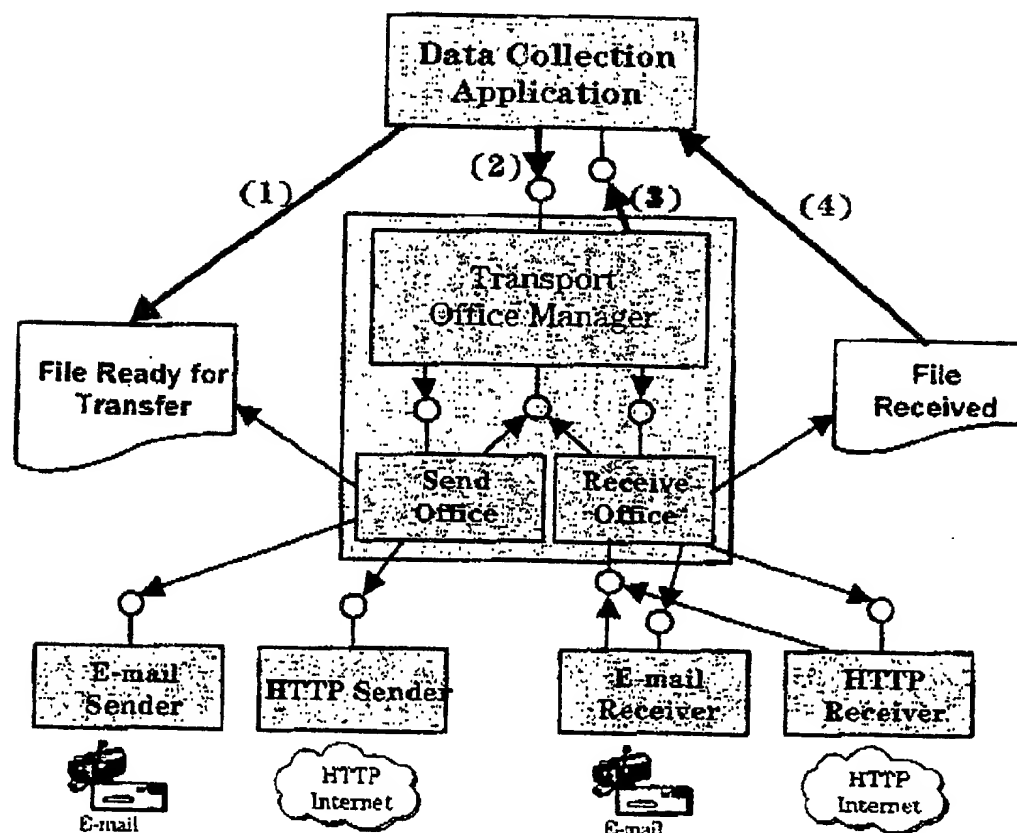 Data Collection
Application
(1)
(2)
(3)
(4)
Transport
Office Manager
File Ready for
Transfer
File
Received
Send
Office
Receive
Office
E-mail
Sender
HTTP Sender
E-mail
Receiver
HTTP
Receiver
E-mail
HTTP
Internet
E-mail
HTTP
Internet